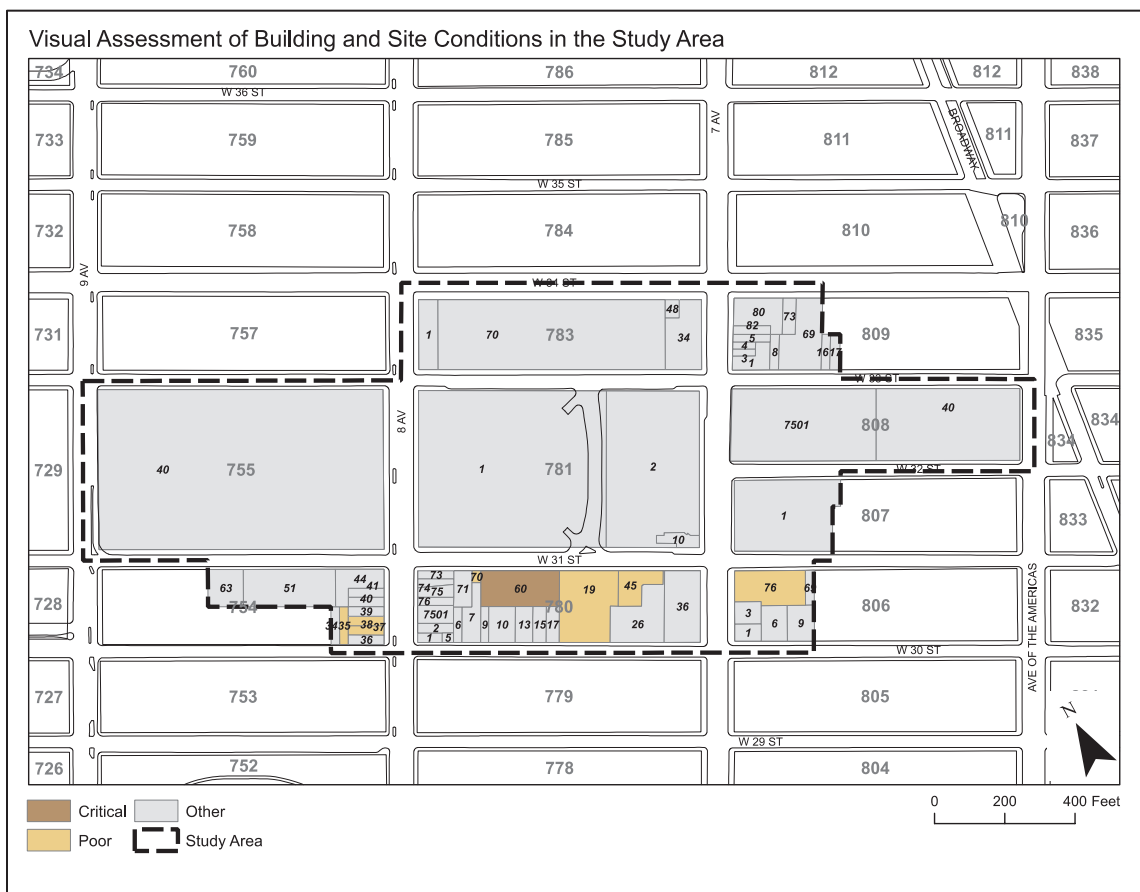 Visual Assessment of Building and Site Conditions in the Study Area
734 760 786 812 812 838
W 36 ST
733 759 785 7 AV 811 BROADWAY 811 837
W 35 ST
732 758 784 810 810 836
9 AV
W 34 ST
731 757 1 70 783 48 34 80 73 82 69 5 4 8 3 1 16 17 809 835
W 33 ST
729 40 755 8 AV 1 781 2 10 7501 808 40 834 834
W 32 ST
1 807 833
W 31 ST
728 63 51 44 41 40 39 754 34 35 38 37 36
73 74 75 76 7501 2 1 5 71 70 6 7 9 60 10 13 15 17 780 19 45 26 36
76 3 1 6 9 806 832
W 30 ST
AVE OF THE AMERICAS
727 753 779 805
W 29 ST
726 752 778 804
N
Critical Other
Poor Study Area
0 200 400 Feet